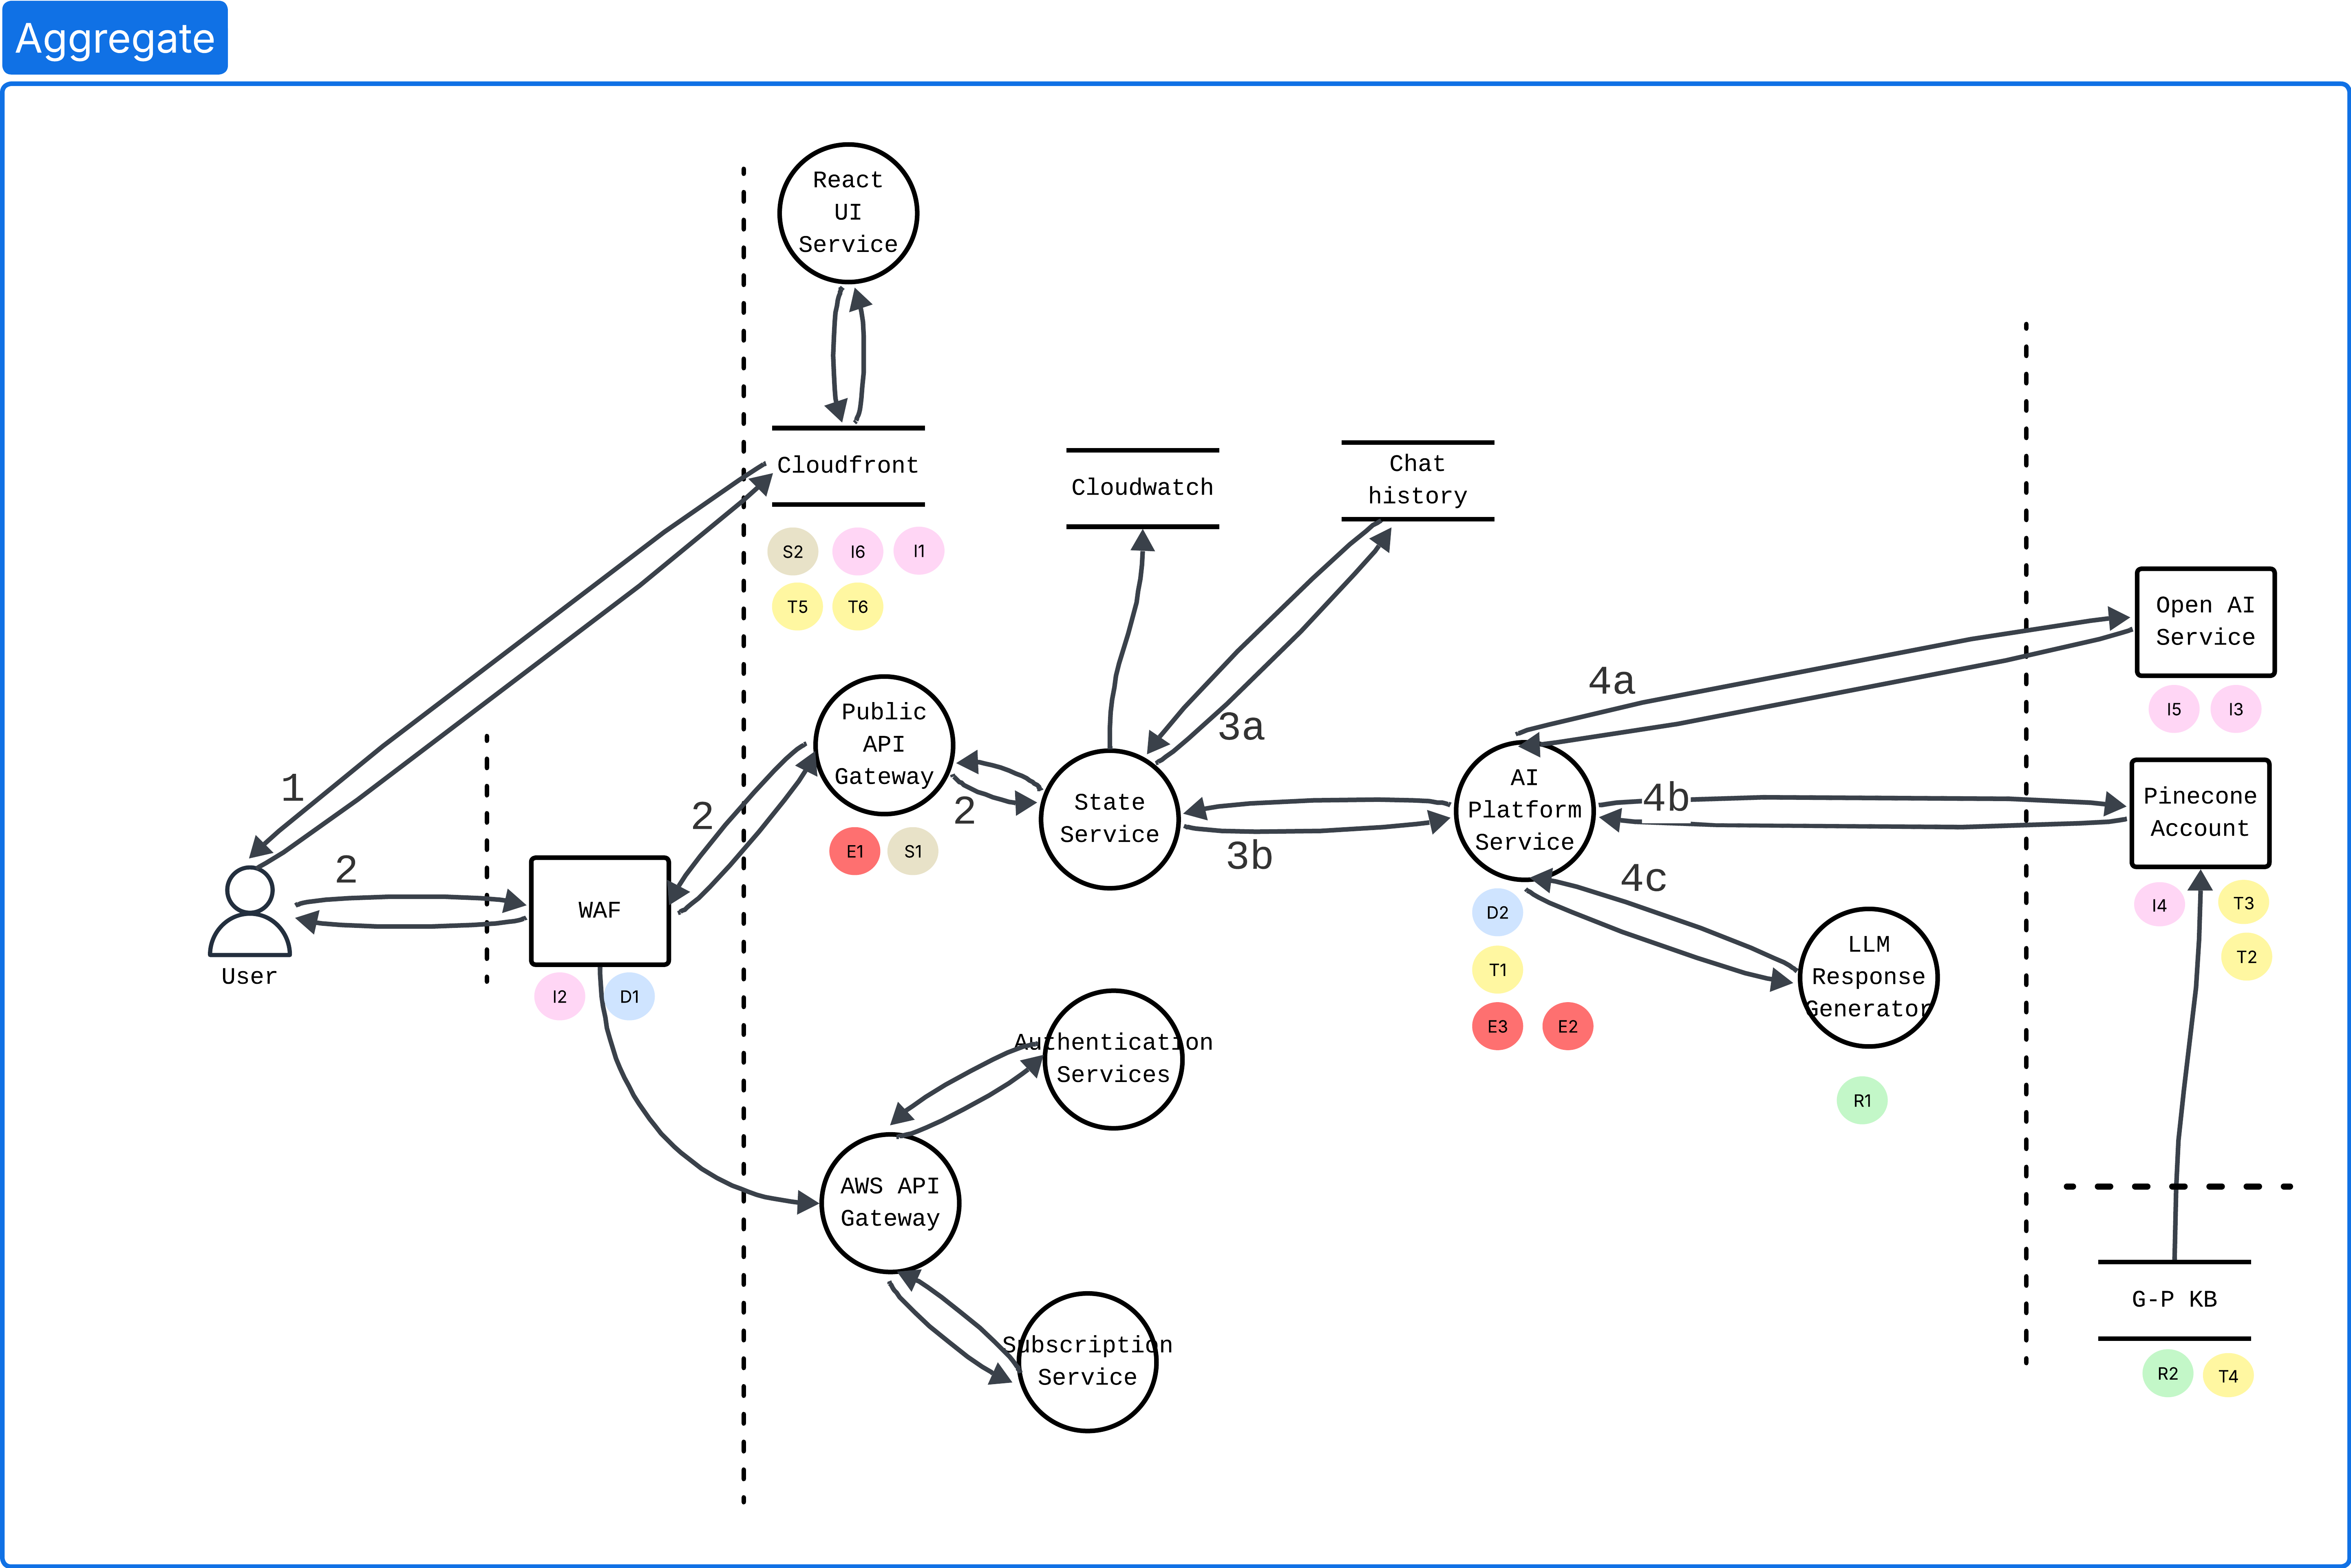 Aggregate
React
UI
Service
Cloudfront
S2
I6
I1
T5
T6
Cloudwatch
Chat
history
Open AI
Service
I5
I3
4a
1
2
User
WAF
I2
D1
2
Public
API
Gateway
E1
S1
2
3a
State
Service
3b
AI
Platform
Service
D2
T1
E3
E2
4b
4c
Pinecone
Account
I4
T3
T2
LLM
Response
Generator
R1
Authentication
Services
AWS API
Gateway
Subscription
Service
G-P KB
R2
T4